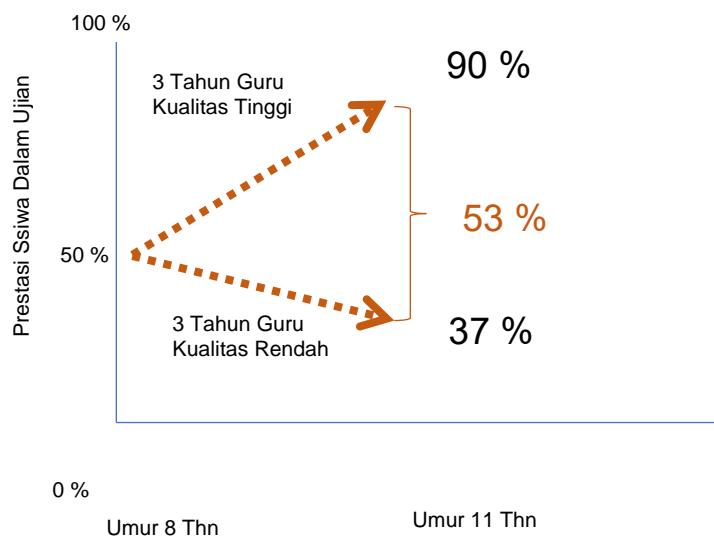 100 %
Prestasi Ssiwa Dalam Ujian
3 Tahun Guru
Kualitas Tinggi
90 %
53 %
50 %
3 Tahun Guru
Kualitas Rendah
37 %
0 %
Umur 8 Thn
Umur 11 Thn